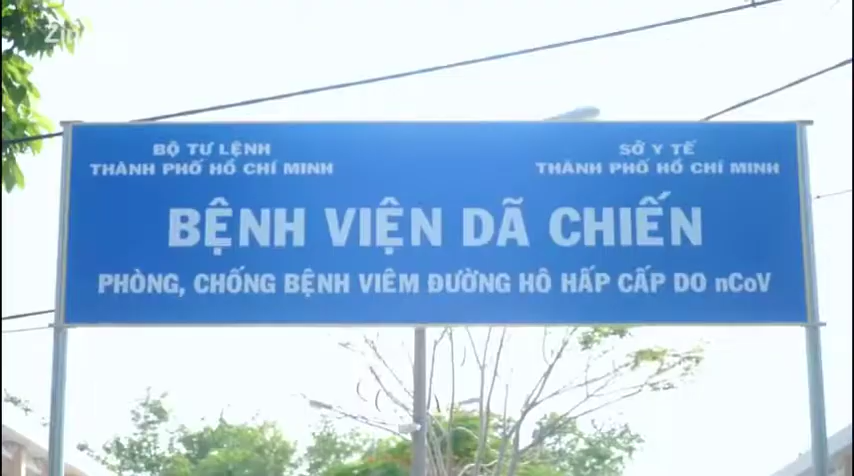 Zin
BỘ TƯ LỆNH
THÀNH PHỐ HỒ CHÍ MINH
SỞ Y TẾ
THÀNH PHỐ HỒ CHÍ MINH
BỆNH VIỆN DÃ CHIẾN
PHÒNG, CHỐNG BỆNH VIÊM ĐƯỜNG HÔ HẤP CẤP DO nCoV